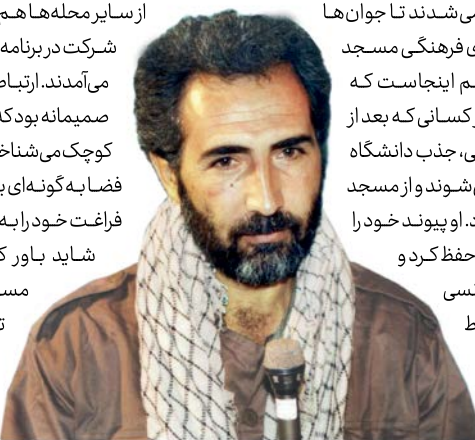 می‌شدند تا جوان‌ها
ی فرهنگی مسجد
م اینجاست که
کسانی که بعد از
ی، جذب دانشگاه
شوند و از مسجد
د. او پیوند خود را
حفظ کرد و
از سایر محله‌ها هم
شرکت در برنامه
می‌آمدند. ارتباط
صمیمانه بود که
کوچک می‌شناخ
فضا به گونه‌ای ب
فراغت خود را به
شاید باور